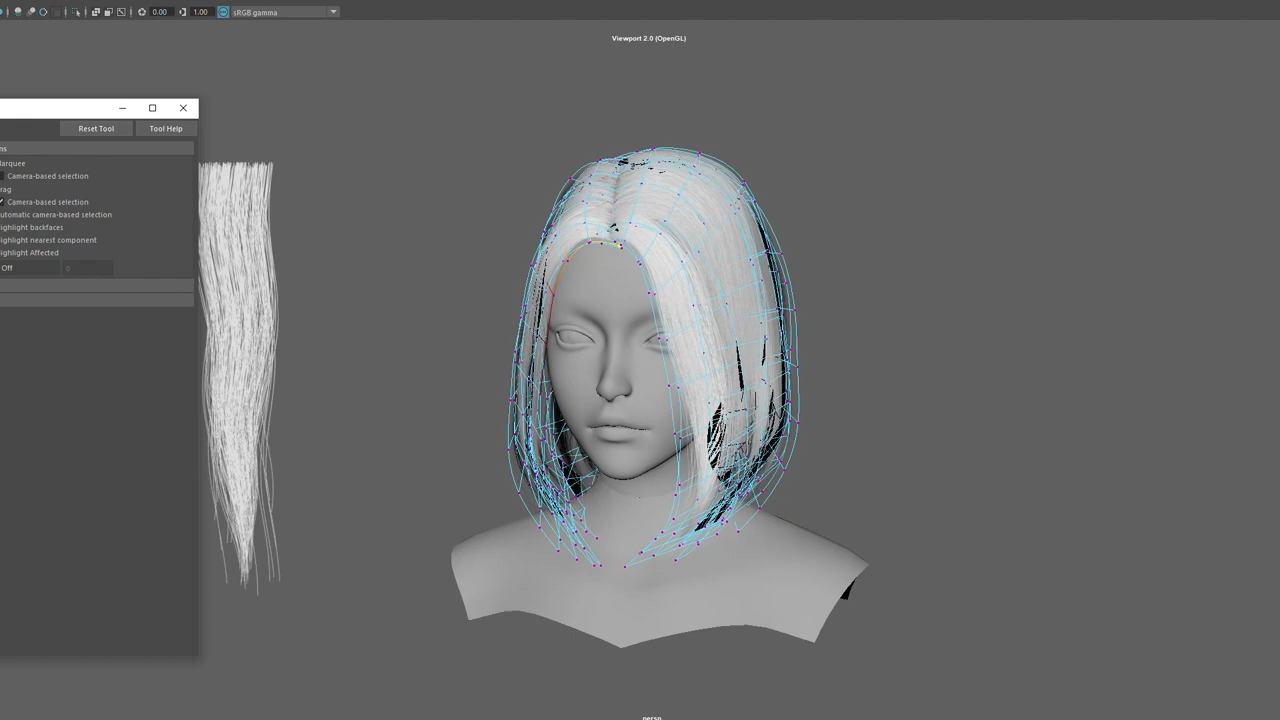 0.00 1.00 sRGB gamma
Viewport 2.0 (OpenGL)
Reset Tool Tool Help
ns
larquee
Camera-based selection
rag
Camera-based selection
utomatic camera-based selection
ighlight backfaces
ighlight nearest component
ighlight Affected
Off 0
persp